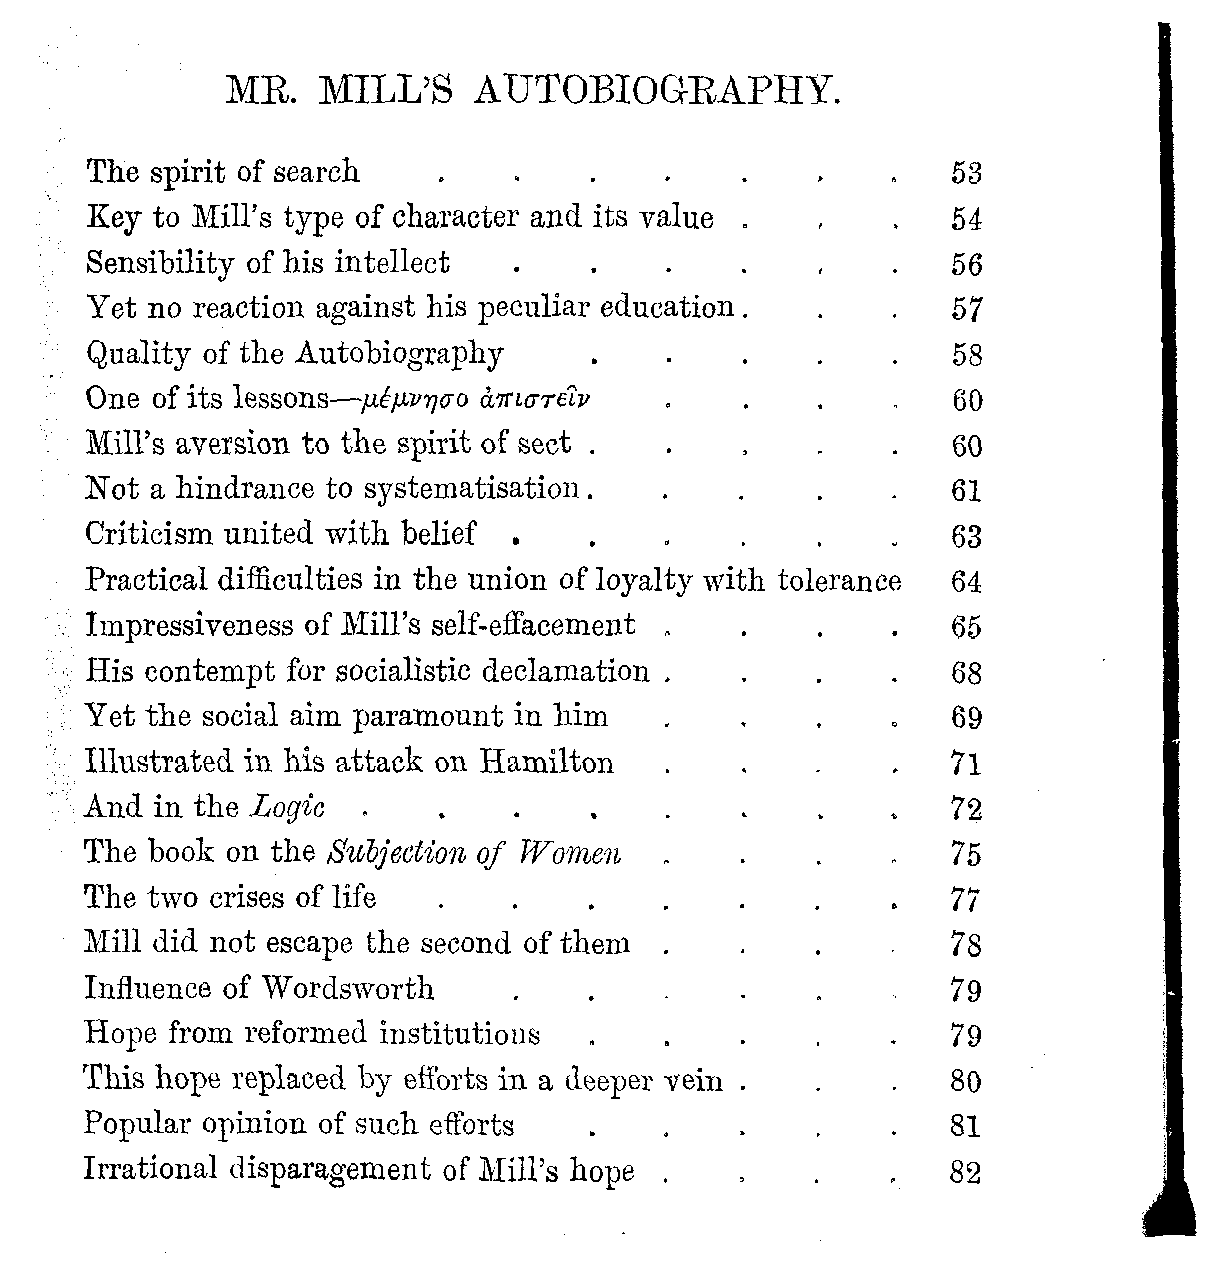 MR. MILL'S AUTOBIOGRAPHY.
The spirit of search . . . . . . . 53
Key to Mill's type of character and its value . . . 54
Sensibility of his intellect . . . . . . 56
Yet no reaction against his peculiar education . . . 57
Quality of the Autobiography . . . . . 58
One of its lessons—μέμνησο ἀπιστεῖν . . . . 60
Mill's aversion to the spirit of sect . . . . . 60
Not a hindrance to systematisation . . . . . 61
Criticism united with belief . . . . . . 63
Practical difficulties in the union of loyalty with tolerance 64
Impressiveness of Mill's self-effacement . . . . 65
His contempt for socialistic declamation . . . . 68
Yet the social aim paramount in him . . . . 69
Illustrated in his attack on Hamilton . . . . 71
And in the Logic . . . . . . . . 72
The book on the Subjection of Women . . . . 75
The two crises of life . . . . . . . 77
Mill did not escape the second of them . . . . 78
Influence of Wordsworth . . . . . . 79
Hope from reformed institutions . . . . . 79
This hope replaced by efforts in a deeper vein . . . 80
Popular opinion of such efforts . . . . . 81
Irrational disparagement of Mill's hope . . . . 82